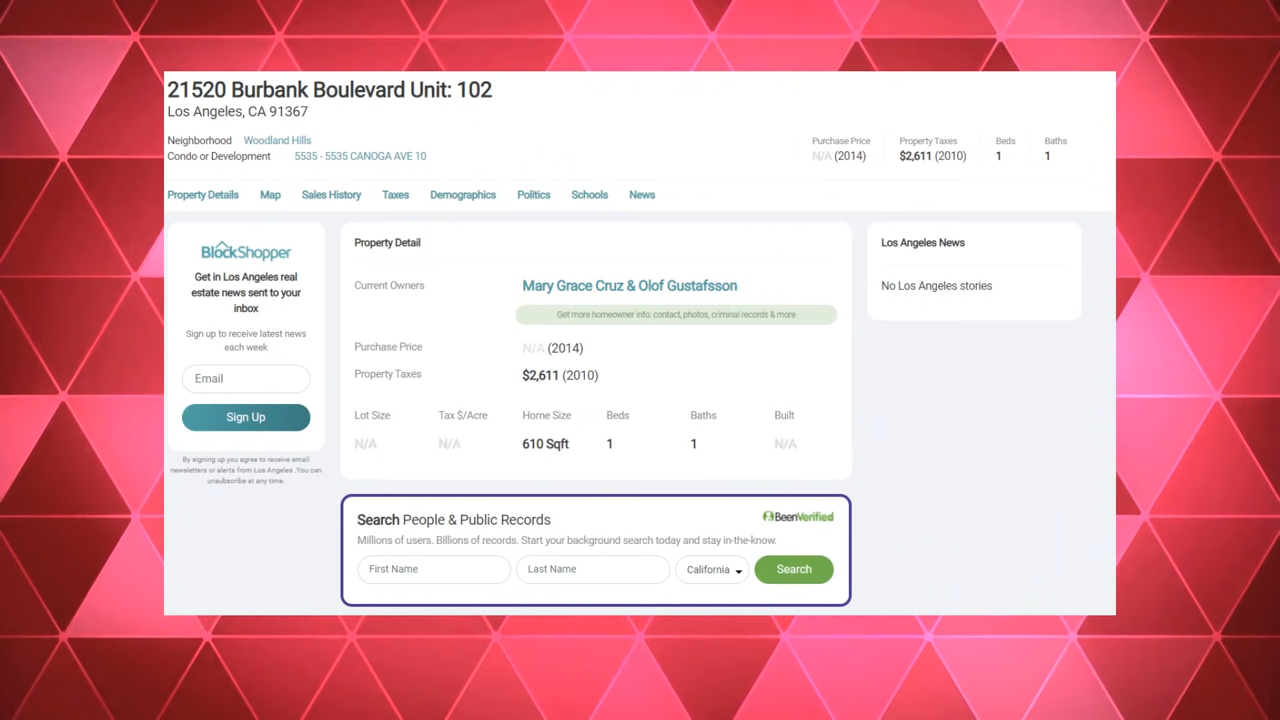 21520 Burbank Boulevard Unit: 102
Los Angeles, CA 91367
Neighborhood Woodland Hills
Condo or Development 5535 - 5535 CANOGA AVE 10
Purchase Price Property Taxes Beds Baths
N/A (2014) $2,611 (2010) 1 1
Property Details Map Sales History Taxes Demographics Politics Schools News
BlockShopper
Get in Los Angeles real
estate news sent to your
inbox
Sign up to receive latest news
each week
Email
Sign Up
By signing up you agree to receive email
newsletters or alerts from Los Angeles .You can
unsubscribe at any time.
Property Detail
Current Owners Mary Grace Cruz & Olof Gustafsson
Get more homeowner info: contact, photos, criminal records & more
Purchase Price N/A (2014)
Property Taxes $2,611 (2010)
Lot Size Tax $/Acre Home Size Beds Baths Built
N/A N/A 610 Sqft 1 1 N/A
Search People & Public Records BeenVerified
Millions of users. Billions of records. Start your background search today and stay in-the-know.
First Name Last Name California Search
Los Angeles News
No Los Angeles stories